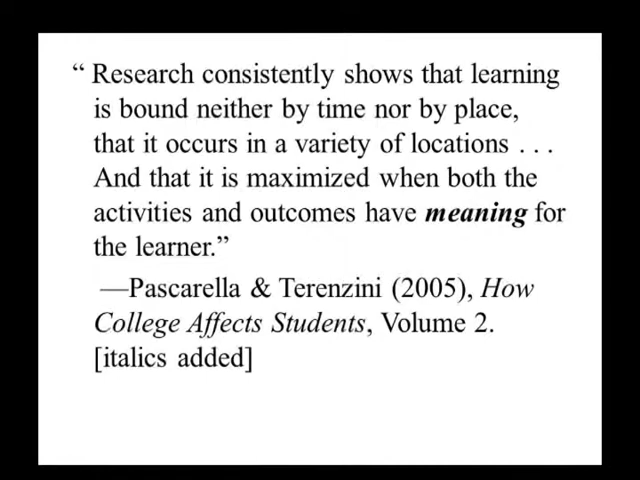 “ Research consistently shows that learning
is bound neither by time nor by place,
that it occurs in a variety of locations . . .
And that it is maximized when both the
activities and outcomes have meaning for
the learner.”
—Pascarella & Terenzini (2005), How
College Affects Students, Volume 2.
[italics added]